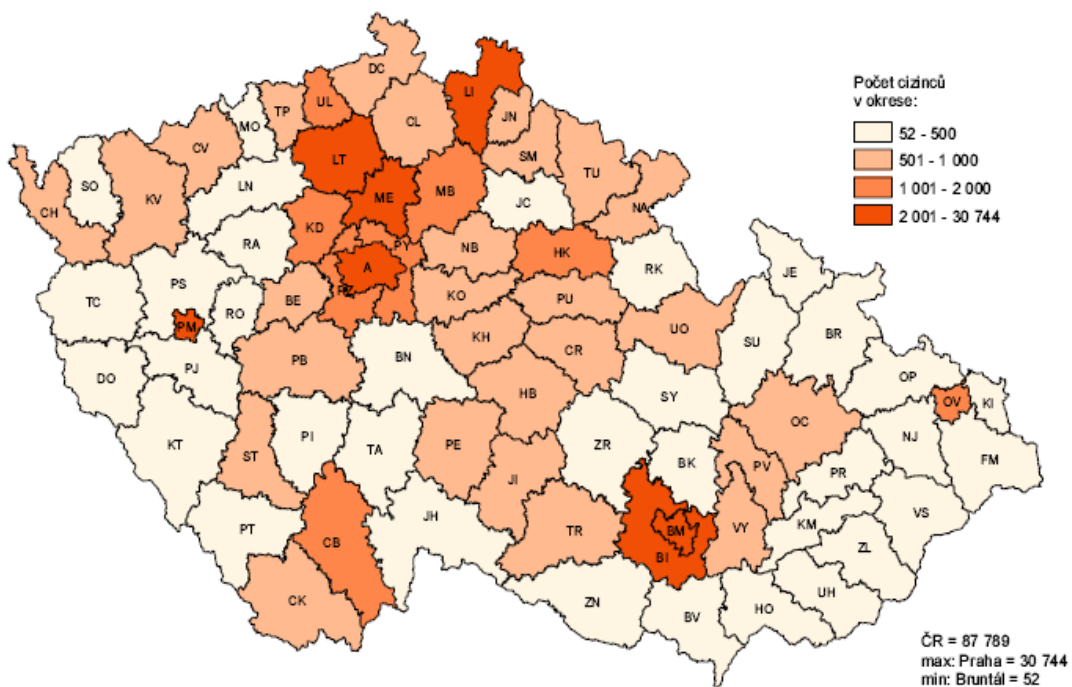 DC
LI
UL
TP
JN
MO
CL
CV
SM
LT
SO
LN
TU
KV
ME
MB
CH
JC
NA
KD
RA
PY
NB
HK
A
RK
JE
PS
TC
BE
KO
PU
RO
PM
UO
BR
KH
SU
CR
PB
BN
PJ
DO
OP
HB
SY
OV
KI
OC
KT
PI
ZR
NJ
TA
ST
PE
BK
FM
PV
PR
JI
VS
JH
KM
PT
TR
BM
VY
CB
ZL
BI
UH
CK
ZN
BV
HO
Počet cizinců
v okrese:
52 - 500
501 - 1 000
1 001 - 2 000
2 001 - 30 744
ČR = 87 789
max: Praha = 30 744
min: Bruntál = 52